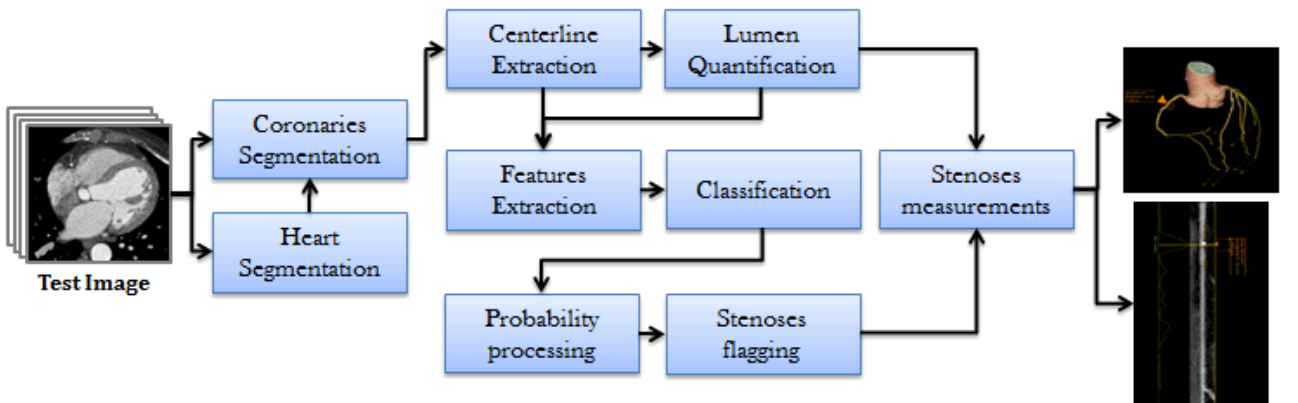 Centerline
Extraction
Lumen
Quantification
Coronaries
Segmentation
Features
Extraction
Classification
Stenoses
measurements
Heart
Segmentation
Test Image
Probability
processing
Stenoses
flagging